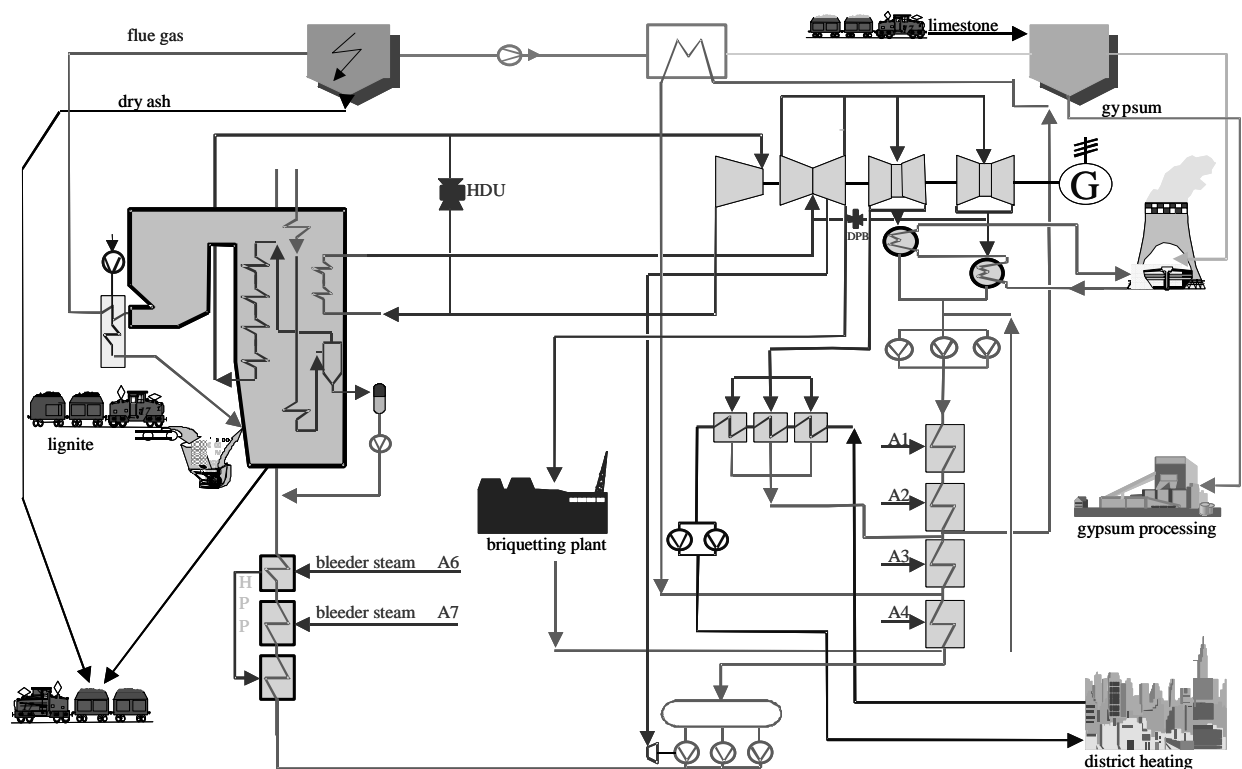 limestone
flue gas
dry ash
gypsum
HDU
G
DPB
lignite
A1
A2
gypsum processing
briquetting plant
A3
bleeder steam A6
H
P
P
bleeder steam A7
A4
district heating